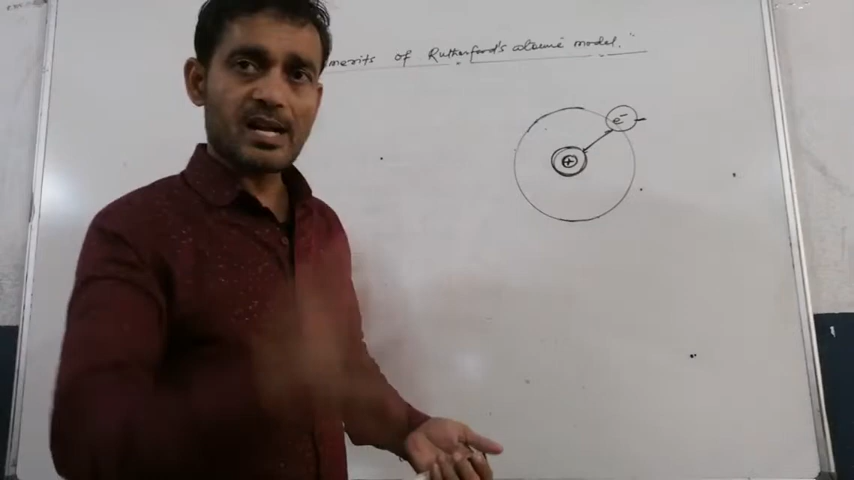 merits of Rutherford's atomic model.
e⁻
+